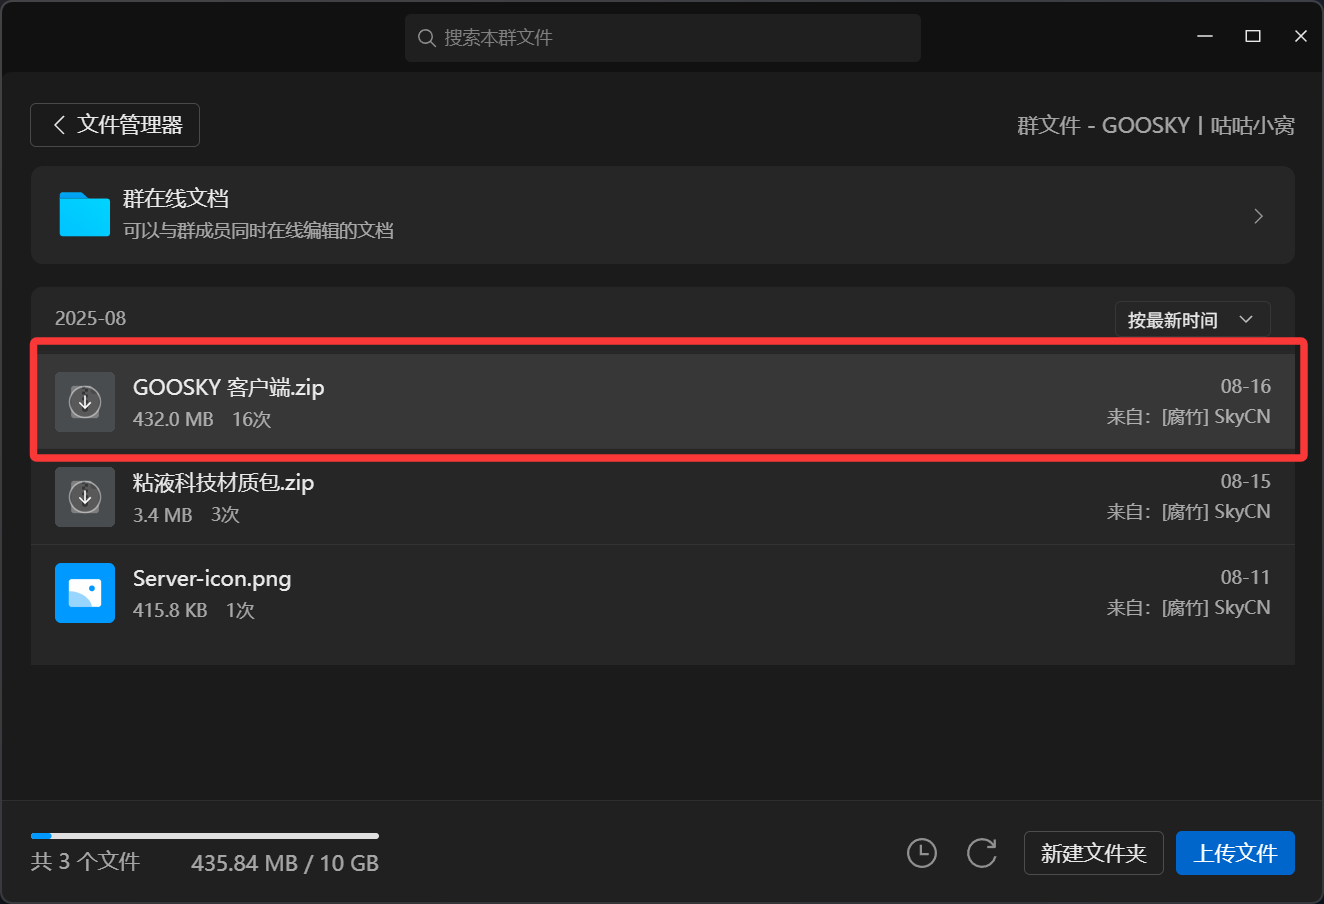 搜索本群文件
文件管理器
群文件 - GOOSKY | 咕咕小窝
群在线文档
可以与群成员同时在线编辑的文档
2025-08
按最新时间
GOOSKY 客户端.zip
08-16
432.0 MB 16次
来自：[腐竹] SkyCN
粘液科技材质包.zip
08-15
3.4 MB 3次
来自：[腐竹] SkyCN
Server-icon.png
08-11
415.8 KB 1次
来自：[腐竹] SkyCN
共 3 个文件
435.84 MB / 10 GB
新建文件夹
上传文件